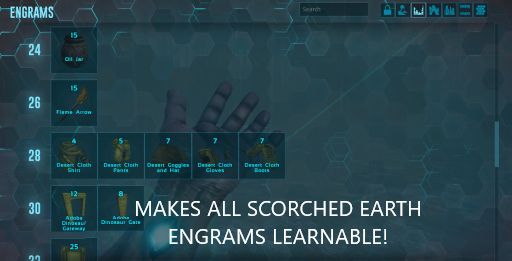 ENGRAMS
Search
24
15
Oil Jar
26
15
Flame Arrow
28
4
Desert Cloth
Shirt
5
Desert Cloth
Pants
7
Desert Goggles
and Hat
7
Desert Cloth
Gloves
7
Desert Cloth
Boots
30
12
Adobe
Dinosaur
Gateway
8
Adobe
Dinosaur Gate
MAKES ALL SCORCHED EARTH
ENGRAMS LEARNABLE!
25